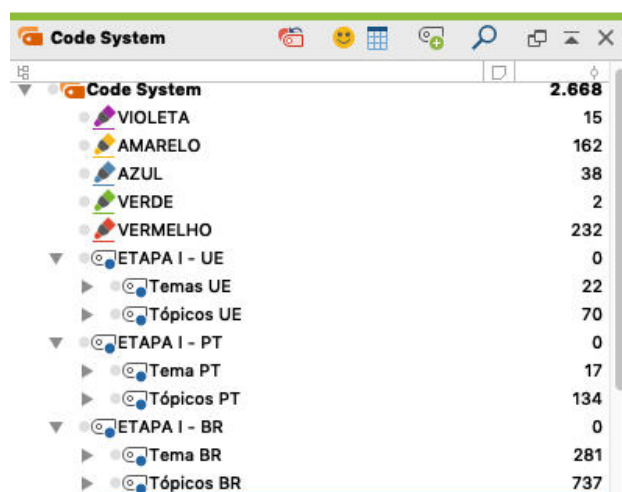 Code System
Code System 2.668
VIOLETA 15
AMARELO 162
AZUL 38
VERDE 2
VERMELHO 232
ETAPA I - UE 0
Temas UE 22
Tópicos UE 70
ETAPA I - PT 0
Tema PT 17
Tópicos PT 134
ETAPA I - BR 0
Tema BR 281
Tópicos BR 737